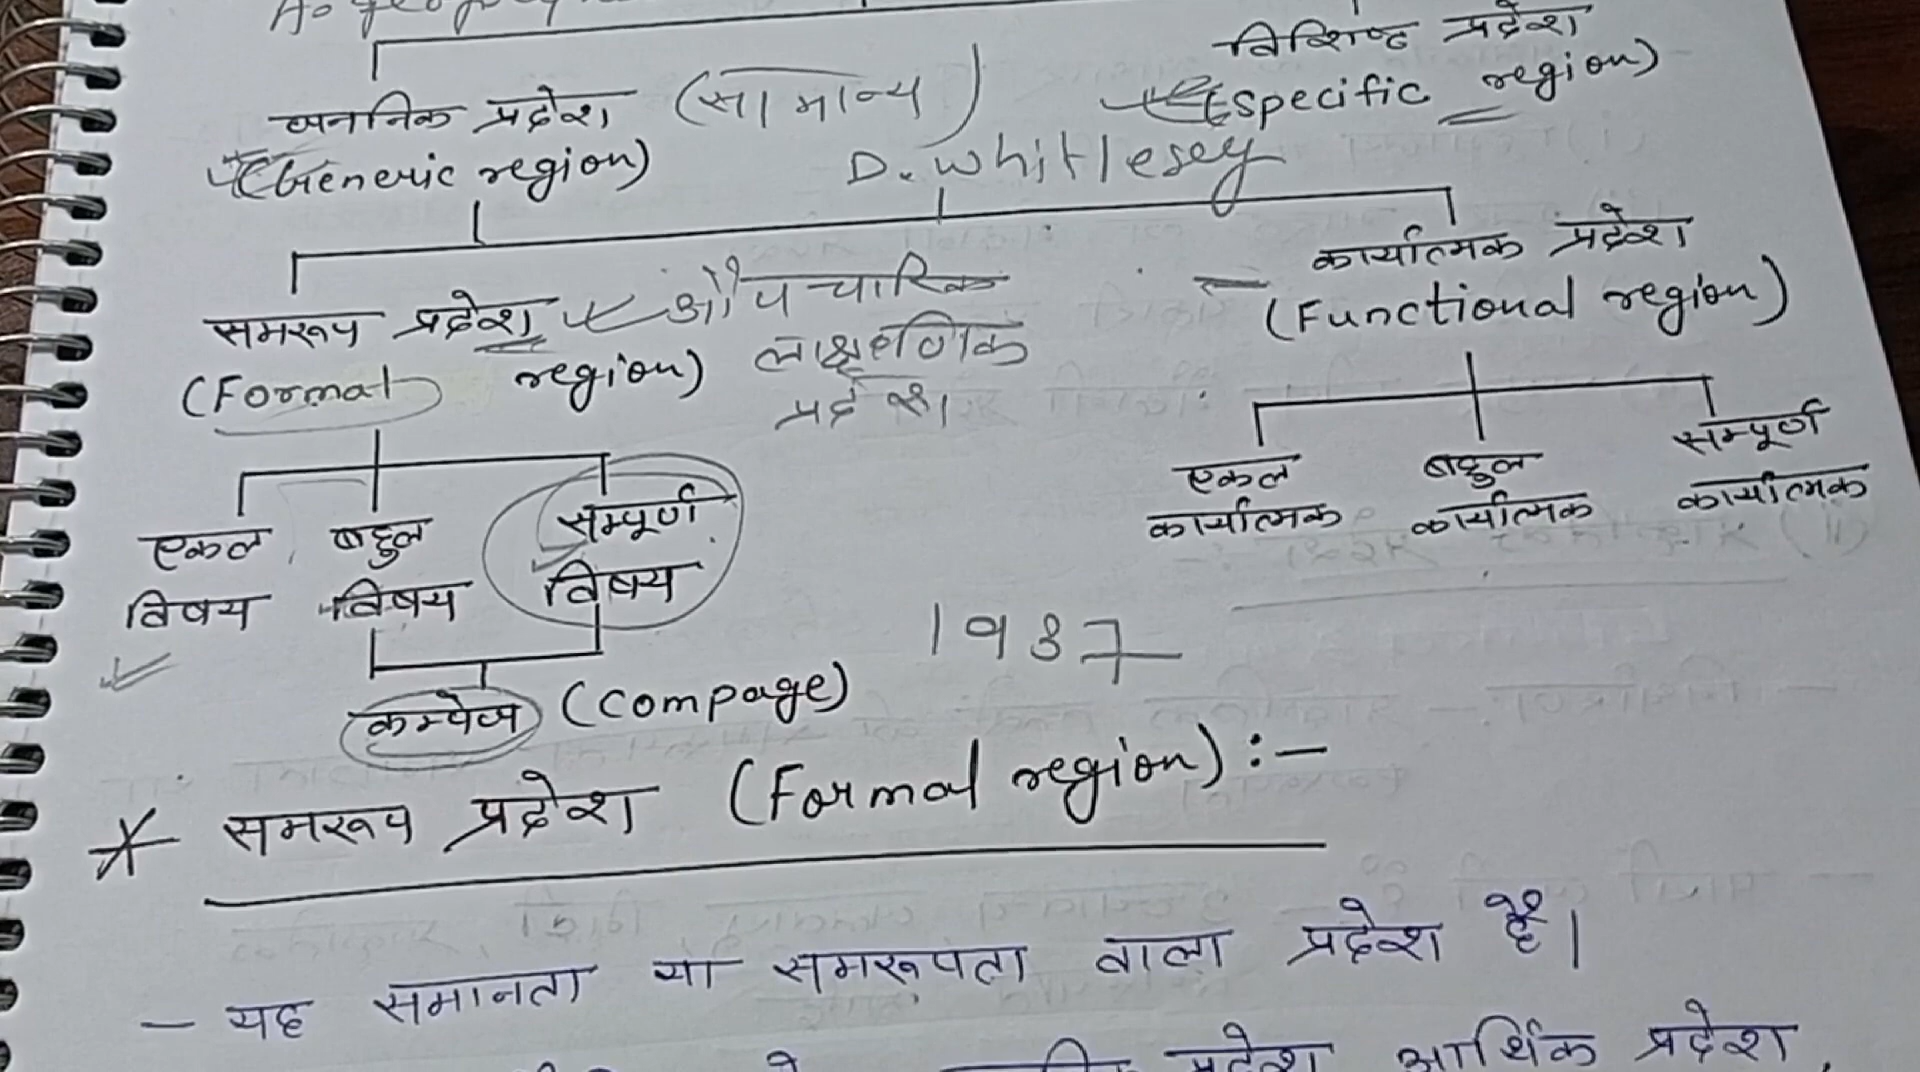 विशिष्ट प्रदेश
(specific region)
जननिक प्रदेश (सामान्य)
(Generic region)
D. Whitlesey
समरूप प्रदेश औपचारिक
(Formal region) लाक्षणिक
प्रदेश
कार्यात्मक प्रदेश
(Functional region)
एकल विषय
बहुल विषय
सम्पूर्ण विषय
एकल कार्यात्मक
बहुल कार्यात्मक
सम्पूर्ण कार्यात्मक
1937
कम्पेज (compage)
* समरूप प्रदेश (Formal region) :-
- यह समानता या समरूपता वाला प्रदेश है।
प्रदेश आर्थिक प्रदेश,